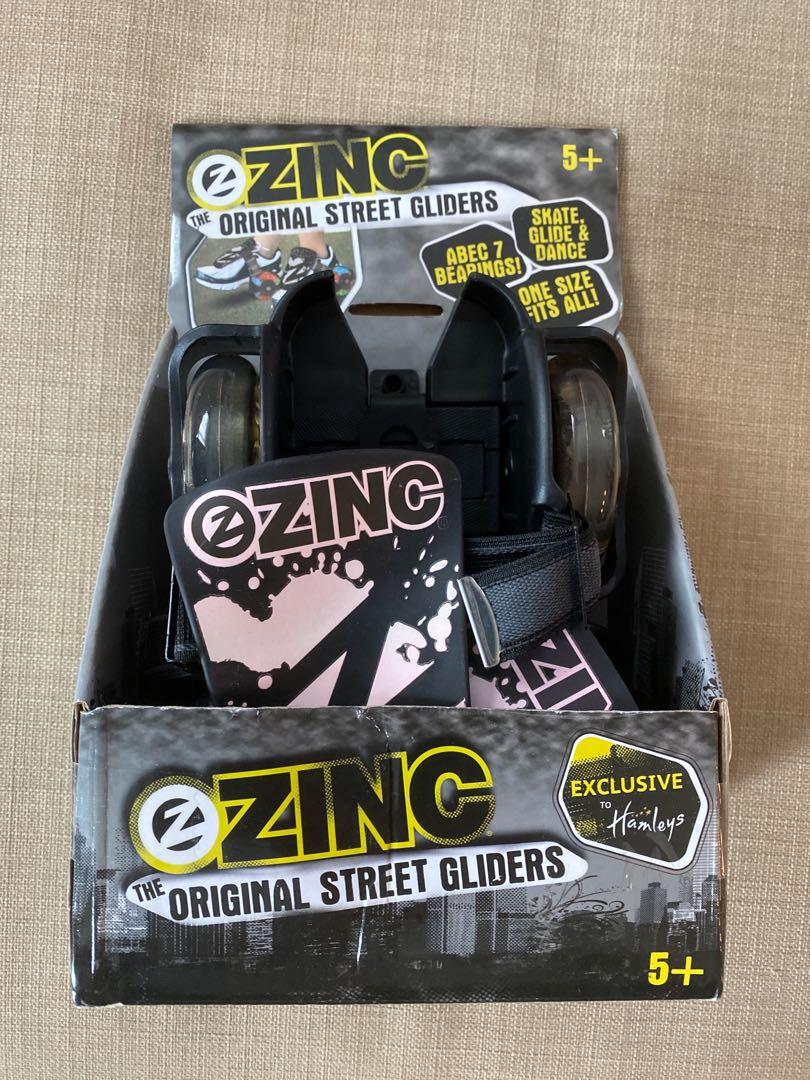 ZINC
5+
THE ORIGINAL STREET GLIDERS
SKATE,
GLIDE &
DANCE
ABEC 7
BEARINGS!
ONE SIZE
FITS ALL!
ZINC
ZINC
EXCLUSIVE
TO
Hamleys
THE ORIGINAL STREET GLIDERS
5+